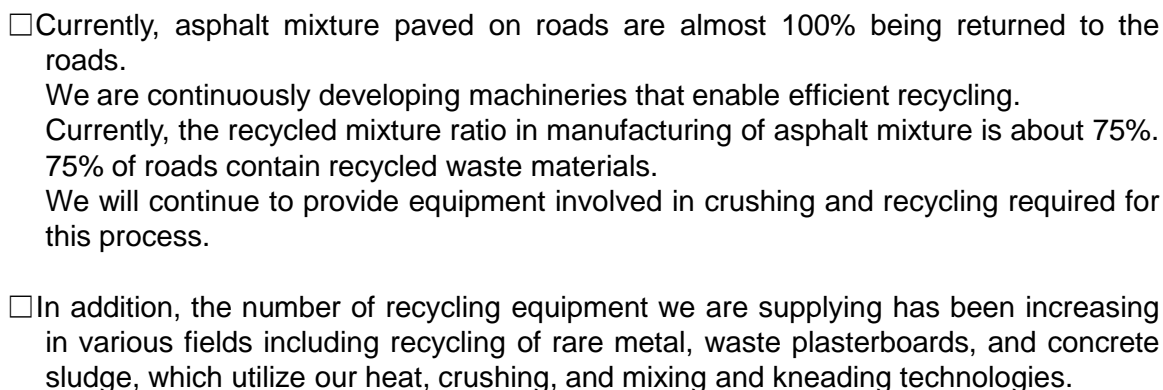 □Currently, asphalt mixture paved on roads are almost 100% being returned to the
roads.
We are continuously developing machineries that enable efficient recycling.
Currently, the recycled mixture ratio in manufacturing of asphalt mixture is about 75%.
75% of roads contain recycled waste materials.
We will continue to provide equipment involved in crushing and recycling required for
this process.
□In addition, the number of recycling equipment we are supplying has been increasing
in various fields including recycling of rare metal, waste plasterboards, and concrete
sludge, which utilize our heat, crushing, and mixing and kneading technologies.